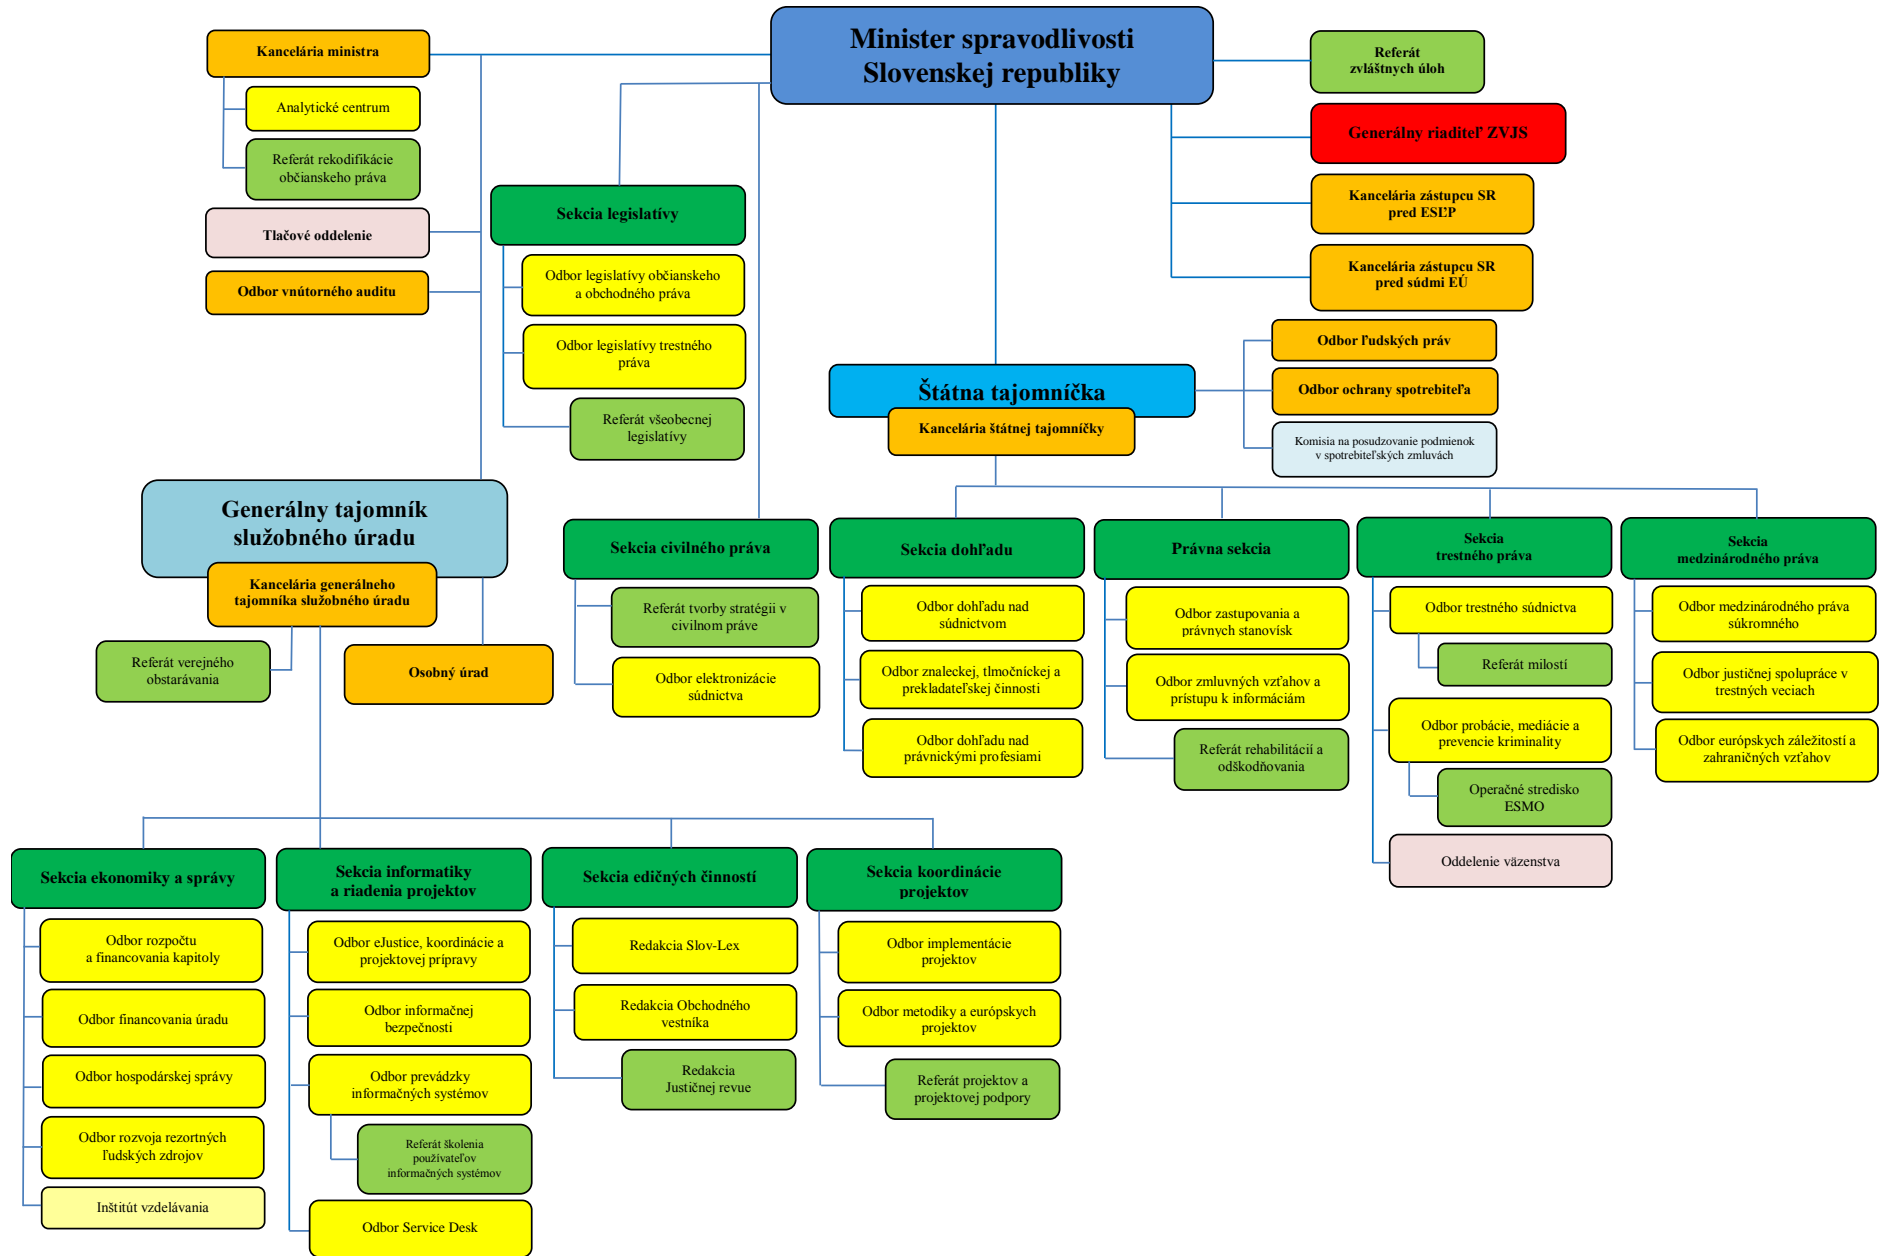 Minister spravodlivosti
Slovenskej republiky
Kancelária ministra
Analytické centrum
Referát rekodifikácie
občianskeho práva
Tlačové oddelenie
Odbor vnútorného auditu
Referát
zvláštnych úloh
Generálny riaditeľ ZVJS
Kancelária zástupcu SR
pred ESĽP
Kancelária zástupcu SR
pred súdmi EÚ
Sekcia legislatívy
Odbor legislatívy občianskeho
a obchodného práva
Odbor legislatívy trestného
práva
Referát všeobecnej
legislatívy
Štátna tajomníčka
Kancelária štátnej tajomníčky
Odbor ľudských práv
Odbor ochrany spotrebiteľa
Komisia na posudzovanie podmienok
v spotrebiteľských zmluvách
Generálny tajomník
služobného úradu
Kancelária generálneho
tajomníka služobného úradu
Referát verejného
obstarávania
Osobný úrad
Sekcia civilného práva
Referát tvorby stratégii v
civilnom práve
Odbor elektronizácie
súdnictva
Sekcia dohľadu
Odbor dohľadu nad
súdnictvom
Odbor znaleckej, tlmočníckej a
prekladateľskej činnosti
Odbor dohľadu nad
právnickými profesiami
Právna sekcia
Odbor zastupovania a
právnych stanovísk
Odbor zmluvných vzťahov a
prístupu k informáciám
Referát rehabilitácií a
odškodňovania
Sekcia
trestného práva
Odbor trestného súdnictva
Referát milostí
Odbor probácie, mediácie a
prevencie kriminality
Operačné stredisko
ESMO
Oddelenie väzenstva
Sekcia
medzinárodného práva
Odbor medzinárodného práva
súkromného
Odbor justičnej spolupráce v
trestných veciach
Odbor európskych záležitostí a
zahraničných vzťahov
Sekcia ekonomiky a správy
Odbor rozpočtu
a financovania kapitoly
Odbor financovania úradu
Odbor hospodárskej správy
Odbor rozvoja rezortných
ľudských zdrojov
Inštitút vzdelávania
Sekcia informatiky
a riadenia projektov
Odbor eJustice, koordinácie a
projektovej prípravy
Odbor informačnej
bezpečnosti
Odbor prevádzky
informačných systémov
Referát školenia
používateľov
informačných systémov
Odbor Service Desk
Sekcia edičných činností
Redakcia Slov-Lex
Redakcia Obchodného
vestníka
Redakcia
Justičnej revue
Sekcia koordinácie
projektov
Odbor implementácie
projektov
Odbor metodiky a európskych
projektov
Referát projektov a
projektovej podpory